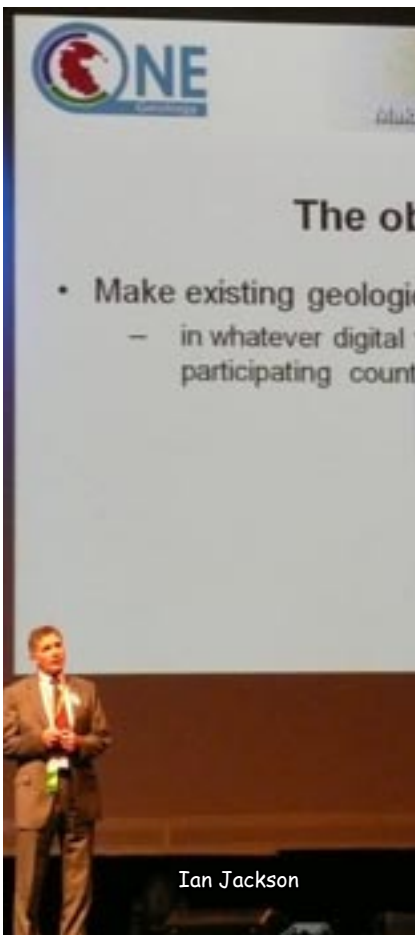 ONE
The ob
• Make existing geologic
– in whatever digital
participating count
Ian Jackson